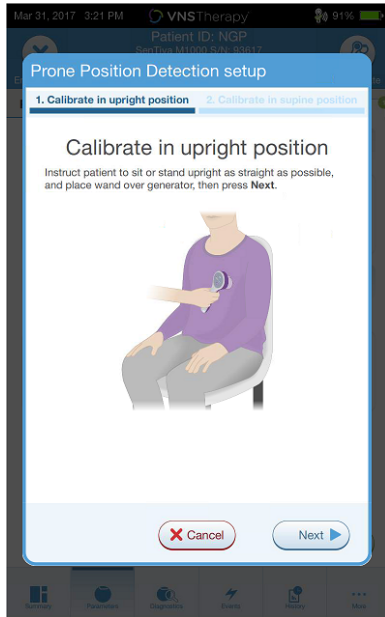 Mar 31, 2017 3:21 PM
VNSTherapy
91%
Patient ID: NGP
SenTiva M1000 S/N: 93617
Prone Position Detection setup
1. Calibrate in upright position
2. Calibrate in supine position
Calibrate in upright position
Instruct patient to sit or stand upright as straight as possible,
and place wand over generator, then press Next.
Cancel
Next
Summary
Parameters
Diagnostics
Events
History
More